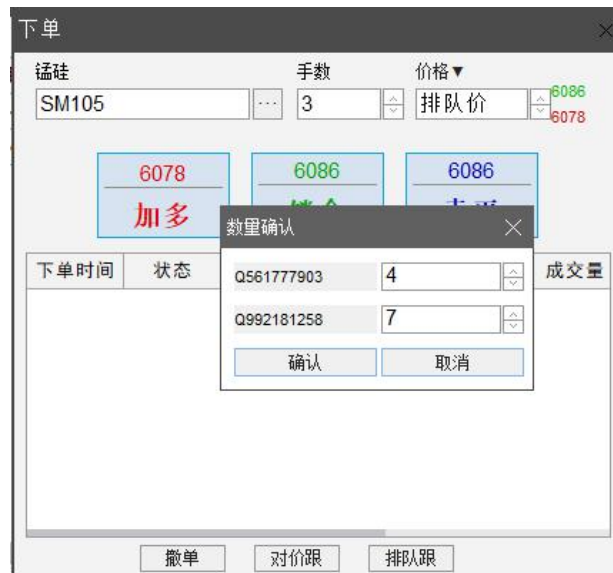 下单
锰硅 手数 价格▼
SM105 ... 3 排队价 6086
6078
6078 6086 6086
加多
数量确认
下单时间 状态 成交量
Q561777903 4
Q992181258 7
确认 取消
撤单 对价跟 排队跟